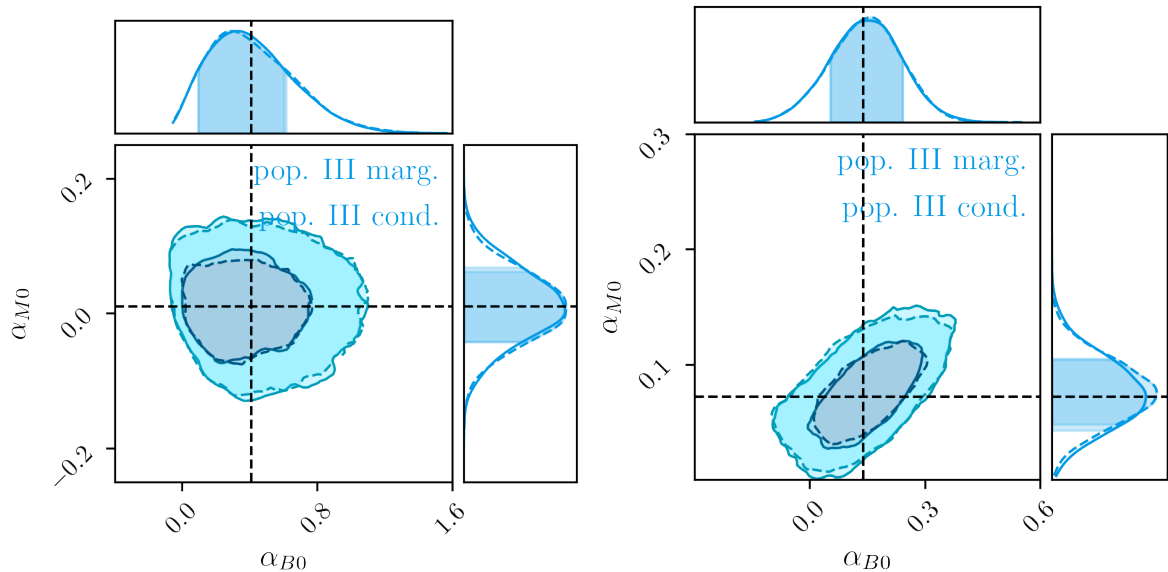 pop. III marg.
pop. III cond.
0.2
0.0
−0.2
α_{M0}
0.0
0.8
1.6
α_{B0}
pop. III marg.
pop. III cond.
0.3
0.2
0.1
α_{M0}
0.0
0.3
0.6
α_{B0}